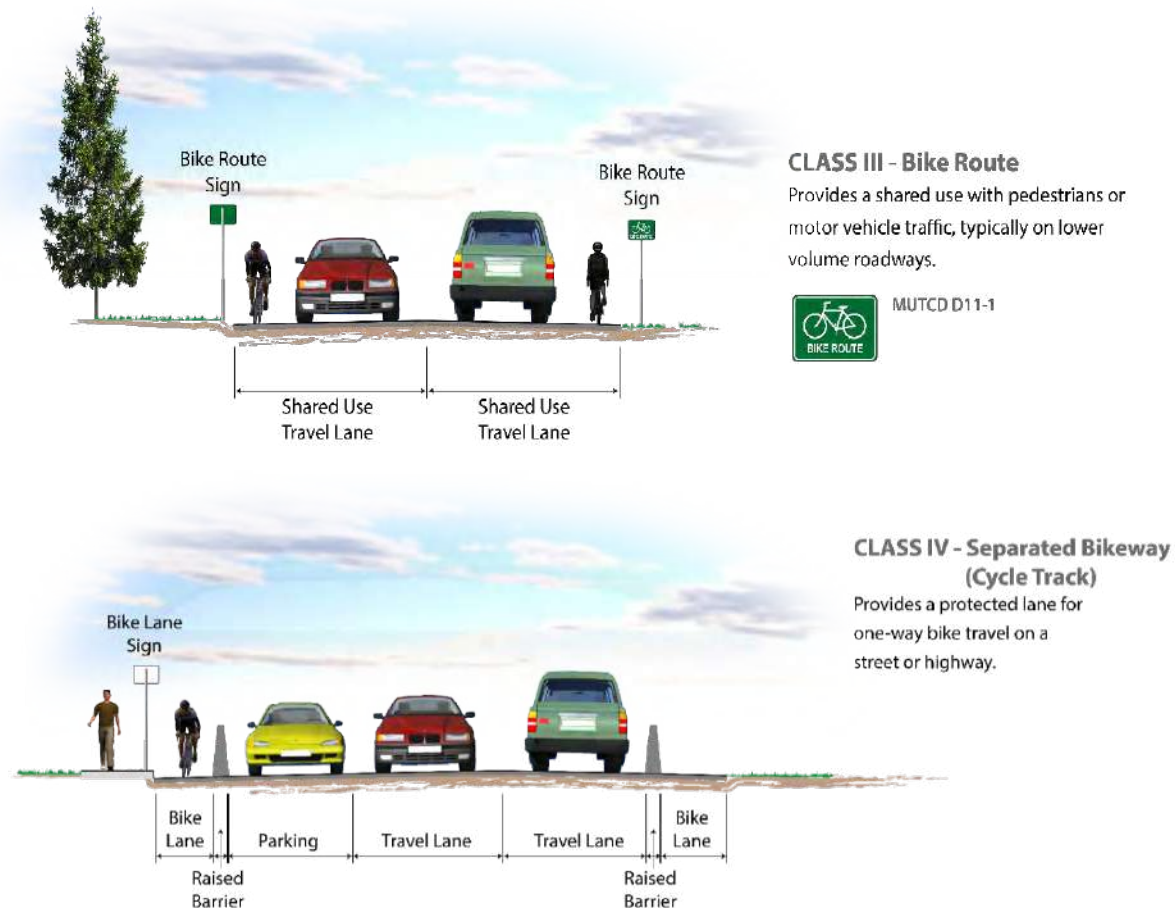 Bike Route
Sign
Bike Route
Sign
CLASS III - Bike Route
Provides a shared use with pedestrians or
motor vehicle traffic, typically on lower
volume roadways.
BIKE ROUTE
MUTCD D11-1
Shared Use
Travel Lane
Shared Use
Travel Lane
CLASS IV - Separated Bikeway
(Cycle Track)
Provides a protected lane for
one-way bike travel on a
street or highway.
Bike Lane
Sign
Bike
Lane
Parking
Travel Lane
Travel Lane
Bike
Lane
Raised
Barrier
Raised
Barrier